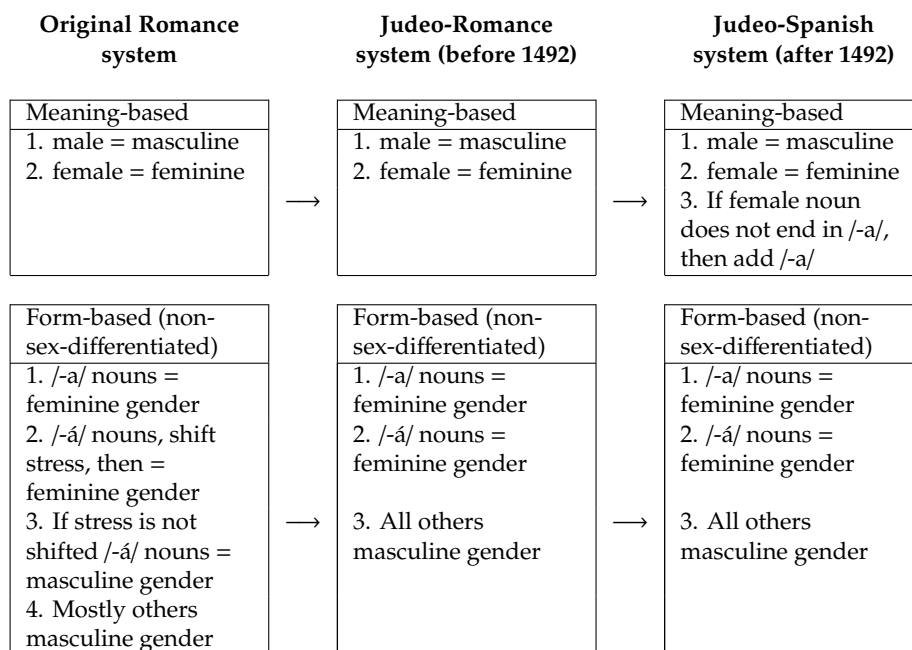 Original Romance
system
Judeo-Romance
system (before 1492)
Judeo-Spanish
system (after 1492)
Meaning-based
1. male = masculine
2. female = feminine
⟶
Meaning-based
1. male = masculine
2. female = feminine
⟶
Meaning-based
1. male = masculine
2. female = feminine
3. If female noun
does not end in /-a/,
then add /-a/
Form-based (non-
sex-differentiated)
1. /-a/ nouns =
feminine gender
2. /-á/ nouns, shift
stress, then =
feminine gender
3. If stress is not
shifted /-á/ nouns =
masculine gender
4. Mostly others
masculine gender
⟶
Form-based (non-
sex-differentiated)
1. /-a/ nouns =
feminine gender
2. /-á/ nouns =
feminine gender
3. All others
masculine gender
⟶
Form-based (non-
sex-differentiated)
1. /-a/ nouns =
feminine gender
2. /-á/ nouns =
feminine gender
3. All others
masculine gender